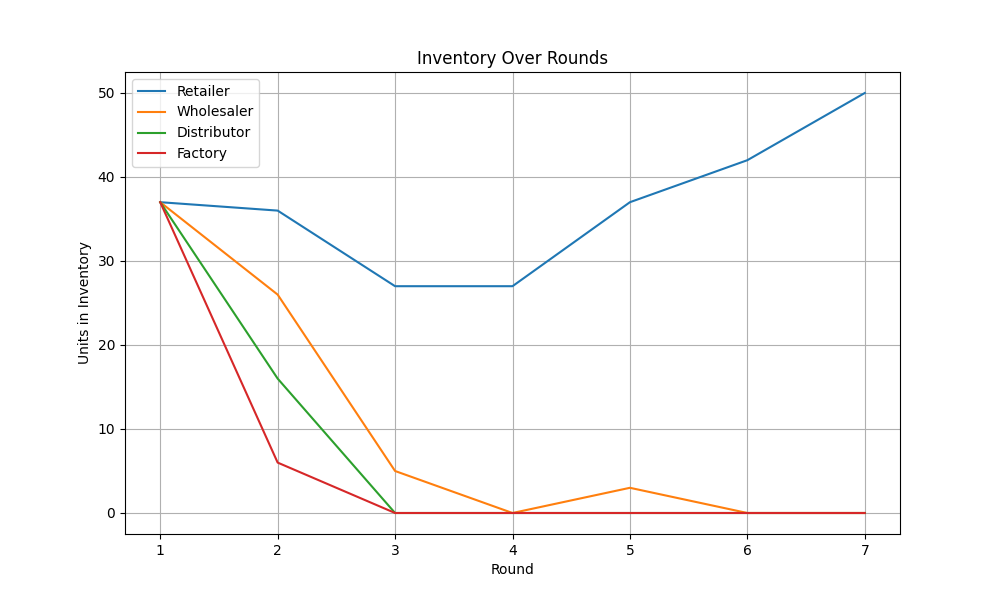 Inventory Over Rounds
Retailer
Wholesaler
Distributor
Factory
Units in Inventory
50
40
30
20
10
0
1 2 3 4 5 6 7
Round